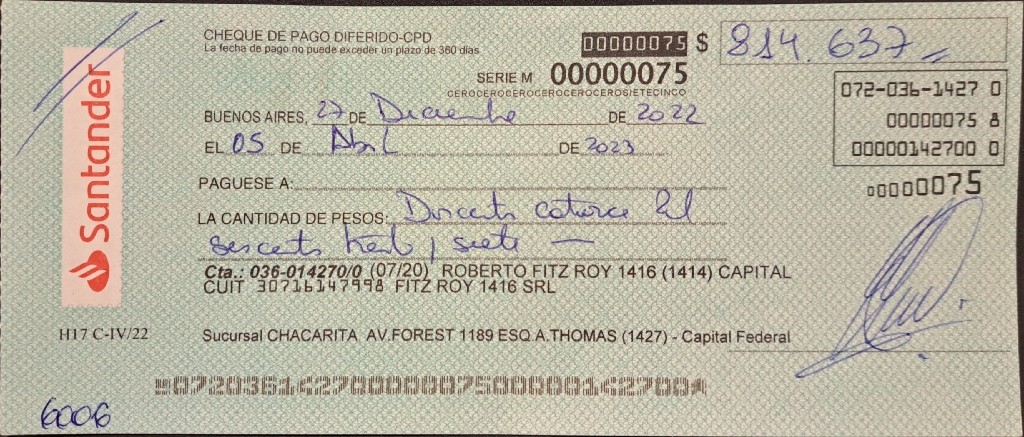 CHEQUE DE PAGO DIFERIDO-CPD
La fecha de pago no puede exceder un plazo de 360 días
00000075 $ 214.637
SERIE M 00000075
CEROCEROCEROCEROCEROCEROSIETECINCO
072-036-1427 0
00000075 8
00000142700 0
00000075
BUENOS AIRES, 27 DE Diciembre DE 2022
EL 05 DE Abril DE 2023
PAGUESE A:
LA CANTIDAD DE PESOS: Doscientos catorce Mil
seiscientos treinta y siete —
Cta.: 036-014270/0 (07/20) ROBERTO FITZ ROY 1416 (1414) CAPITAL
CUIT 30716147998 FITZ ROY 1416 SRL
Santander
H17 C-IV/22
Sucursal CHACARITA AV.FOREST 1189 ESQ.A.THOMAS (1427) - Capital Federal
07203614270000007500000142700
6006